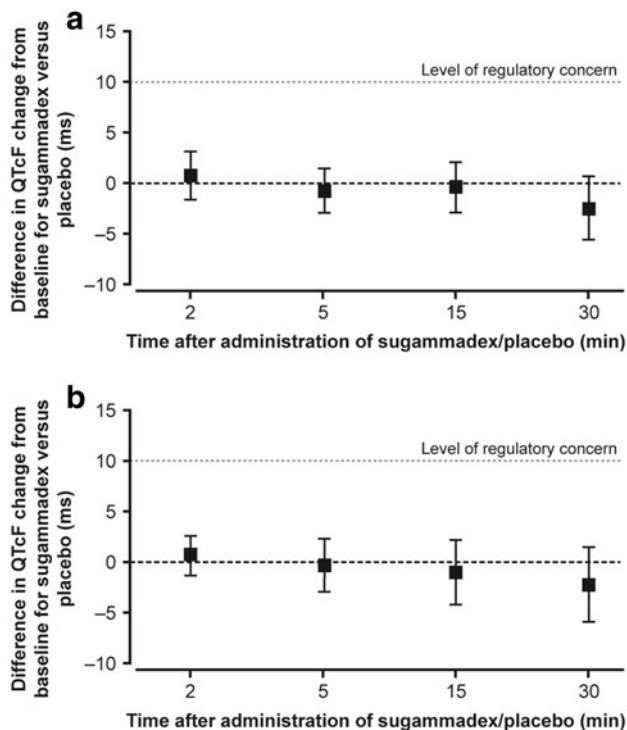 a
Difference in QTcF change from
baseline for sugammadex versus
placebo (ms)
15
10
5
0
–5
–10
Level of regulatory concern
2 5 15 30
Time after administration of sugammadex/placebo (min)
b
Difference in QTcF change from
baseline for sugammadex versus
placebo (ms)
15
10
5
0
–5
–10
Level of regulatory concern
2 5 15 30
Time after administration of sugammadex/placebo (min)